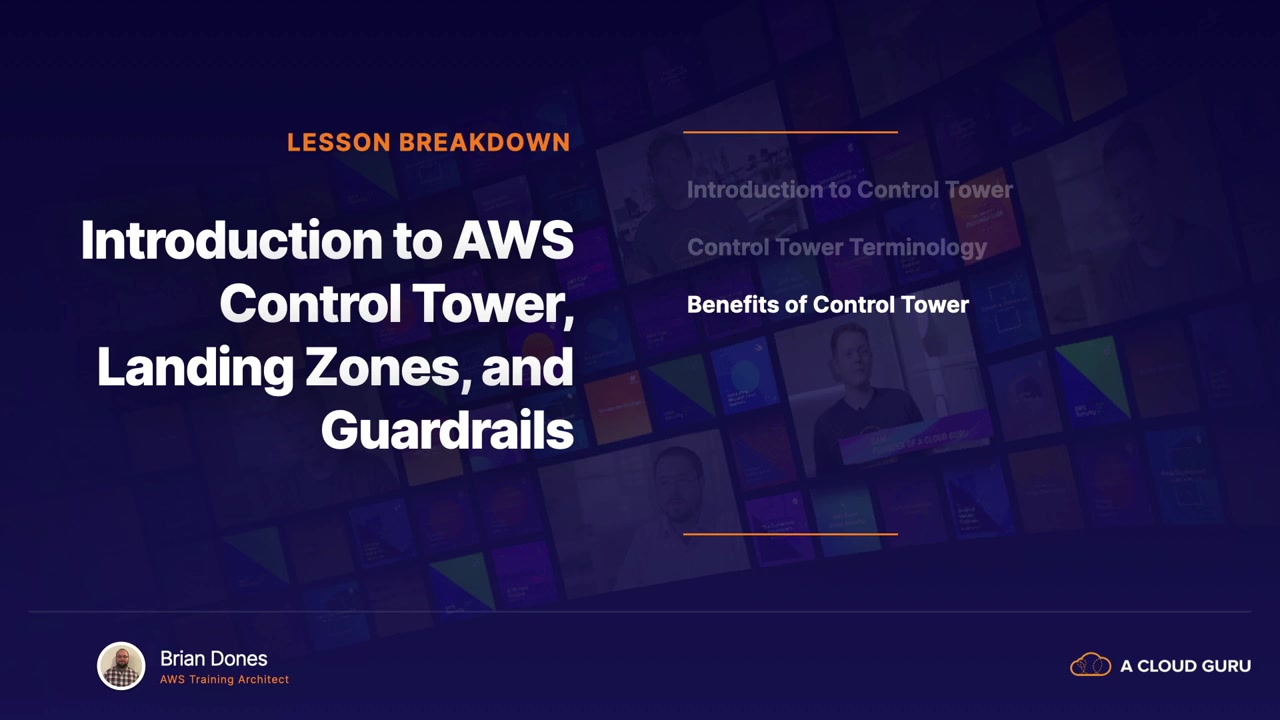 LESSON BREAKDOWN
Introduction to AWS
Control Tower,
Landing Zones, and
Guardrails
Introduction to Control Tower
Control Tower Terminology
Benefits of Control Tower
Brian Dones
AWS Training Architect
A CLOUD GURU